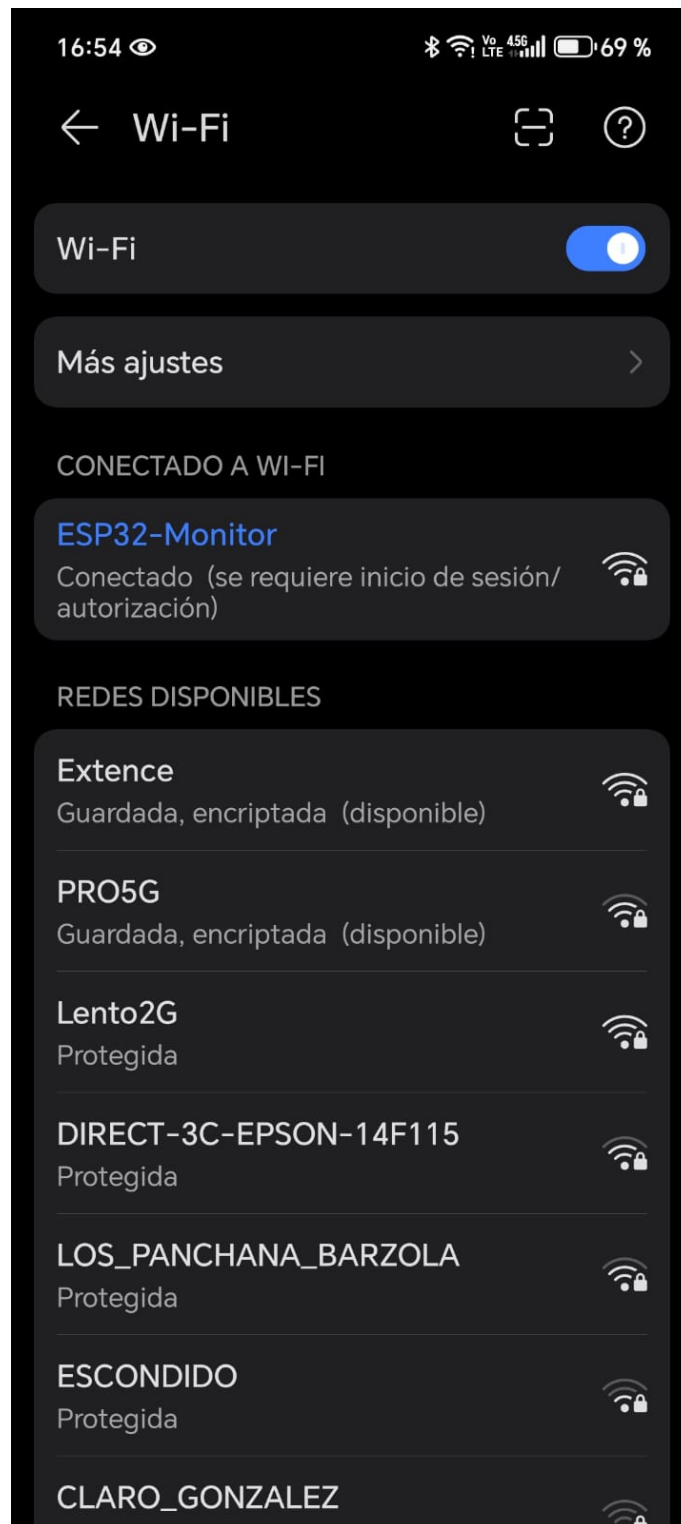 16:54 69 %
Wi-Fi
Wi-Fi
Más ajustes
CONECTADO A WI-FI
ESP32-Monitor
Conectado (se requiere inicio de sesión/
autorización)
REDES DISPONIBLES
Extence
Guardada, encriptada (disponible)
PRO5G
Guardada, encriptada (disponible)
Lento2G
Protegida
DIRECT-3C-EPSON-14F115
Protegida
LOS_PANCHANA_BARZOLA
Protegida
ESCONDIDO
Protegida
CLARO_GONZALEZ